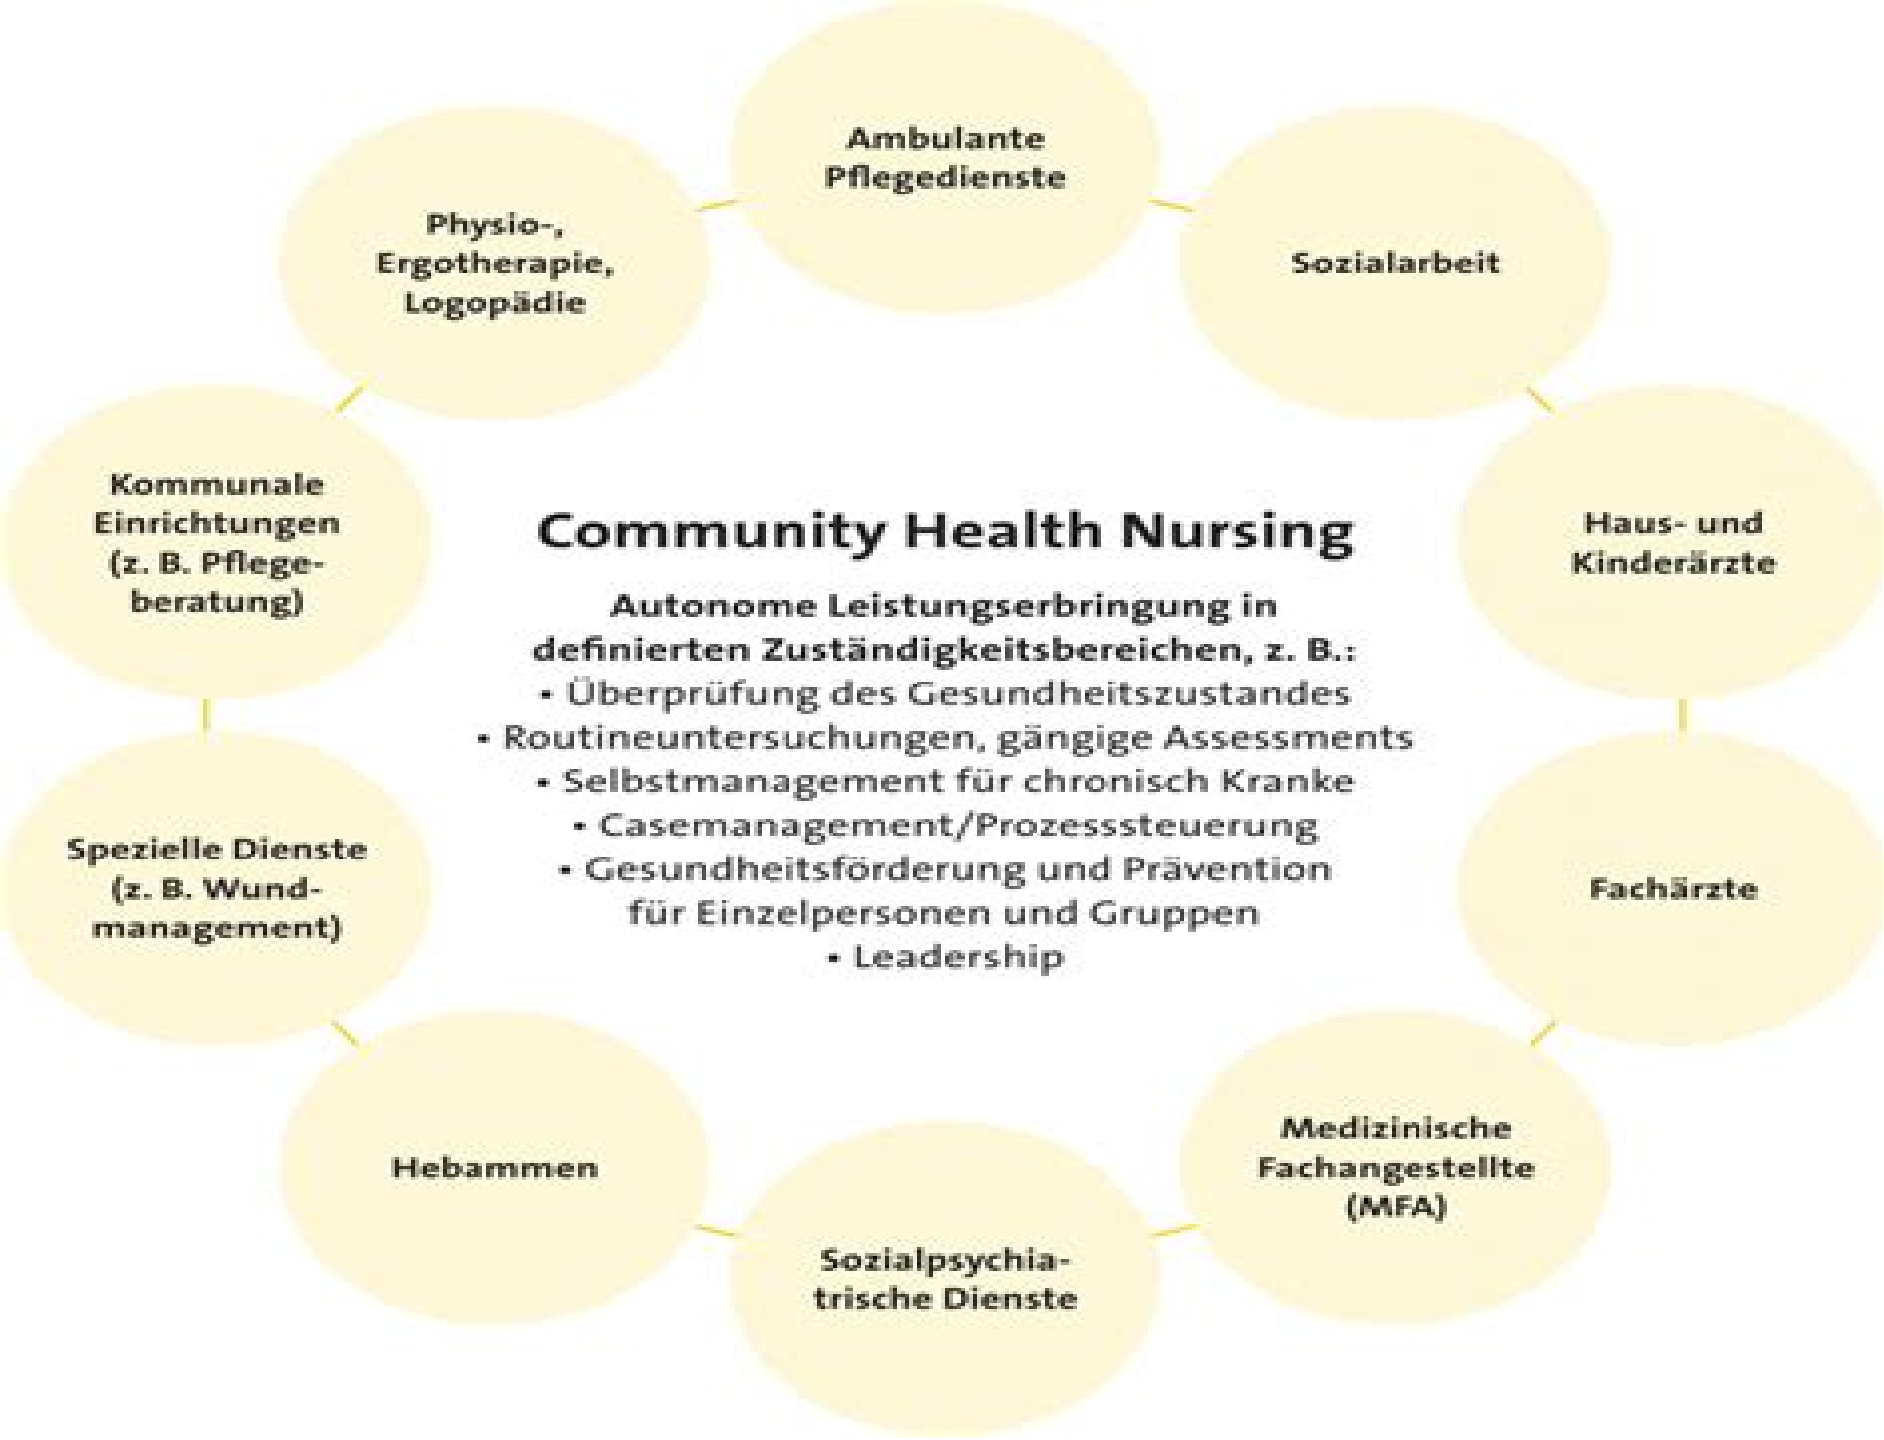 Ambulante
Pflegedienste
Sozialarbeit
Haus- und
Kinderärzte
Fachärzte
Medizinische
Fachangestellte
(MFA)
Sozialpsychia-
trische Dienste
Hebammen
Spezielle Dienste
(z. B. Wund-
management)
Kommunale
Einrichtungen
(z. B. Pflege-
beratung)
Physio-,
Ergotherapie,
Logopädie
Community Health Nursing
Autonome Leistungserbringung in
definierten Zuständigkeitsbereichen, z. B.:
• Überprüfung des Gesundheitszustandes
• Routineuntersuchungen, gängige Assessments
• Selbstmanagement für chronisch Kranke
• Casemanagement/Prozesssteuerung
• Gesundheitsförderung und Prävention
für Einzelpersonen und Gruppen
• Leadership